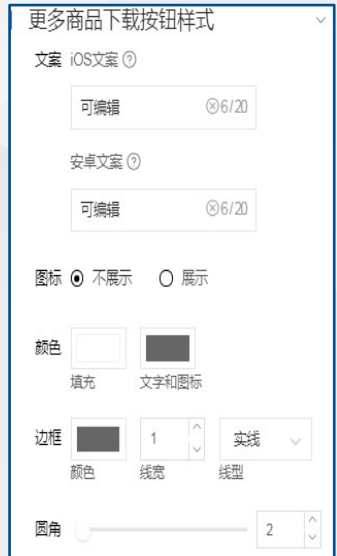 更多商品下载按钮样式
文案 iOS文案 ?
可编辑 6/20
安卓文案 ?
可编辑 6/20
图标 不展示 展示
颜色
填充 文字和图标
边框 1 实线
颜色 线宽 线型
圆角 2